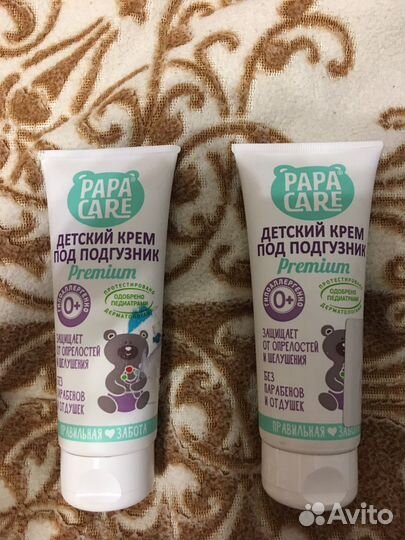 PAPA
CARE
ДЕТСКИЙ КРЕМ
ПОД ПОДГУЗНИК
Premium
ГИПОАЛЛЕРГЕННО
0+
ПРОТЕСТИРОВАНО
ОДОБРЕНО
ПЕДИАТРАМИ
ДЕРМАТОЛОГАМИ
ЗАЩИЩАЕТ
ОТ ОПРЕЛОСТЕЙ
И ШЕЛУШЕНИЯ
БЕЗ
ПАРАБЕНОВ
И ОТДУШЕК
ПРАВИЛЬНАЯ ЗАБОТА
PAPA
CARE
ДЕТСКИЙ КРЕМ
ПОД ПОДГУЗНИК
Premium
ГИПОАЛЛЕРГЕННО
0+
ПРОТЕСТИРОВАНО
ОДОБРЕНО
ПЕДИАТРАМИ
ЗАЩИЩАЕТ
ОТ ОПРЕЛОСТЕЙ
И ШЕЛУШЕНИЯ
БЕЗ
ПАРАБЕНОВ
И ОТДУШЕК
ПРАВИЛЬНАЯ ЗАБОТА
Avito